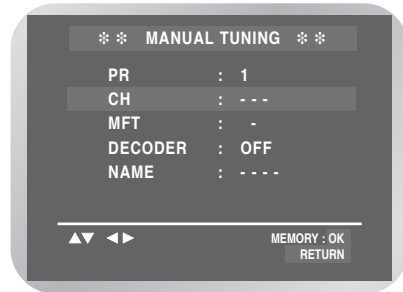 ❊ ❊ MANUAL TUNING ❊ ❊
PR : 1
CH : - - -
MFT : -
DECODER : OFF
NAME : - - - -
▲▼ ◄► MEMORY : OK
RETURN